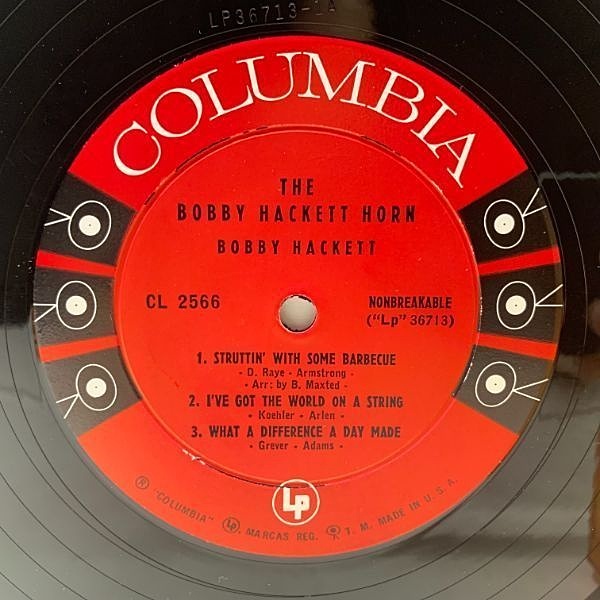 LP36713-1A
COLUMBIA
THE
BOBBY HACKETT HORN
BOBBY HACKETT
CL 2566
NONBREAKABLE
("Lp" 36713)
1. STRUTTIN' WITH SOME BARBECUE
- D. Raye - Armstrong -
- Arr: by B. Maxted -
2. I'VE GOT THE WORLD ON A STRING
- Koehler - Arlen -
3. WHAT A DIFFERENCE A DAY MADE
- Grever - Adams -
Lp
® "COLUMBIA" Lp. MARCAS REG. T. M. MADE IN U. S. A.